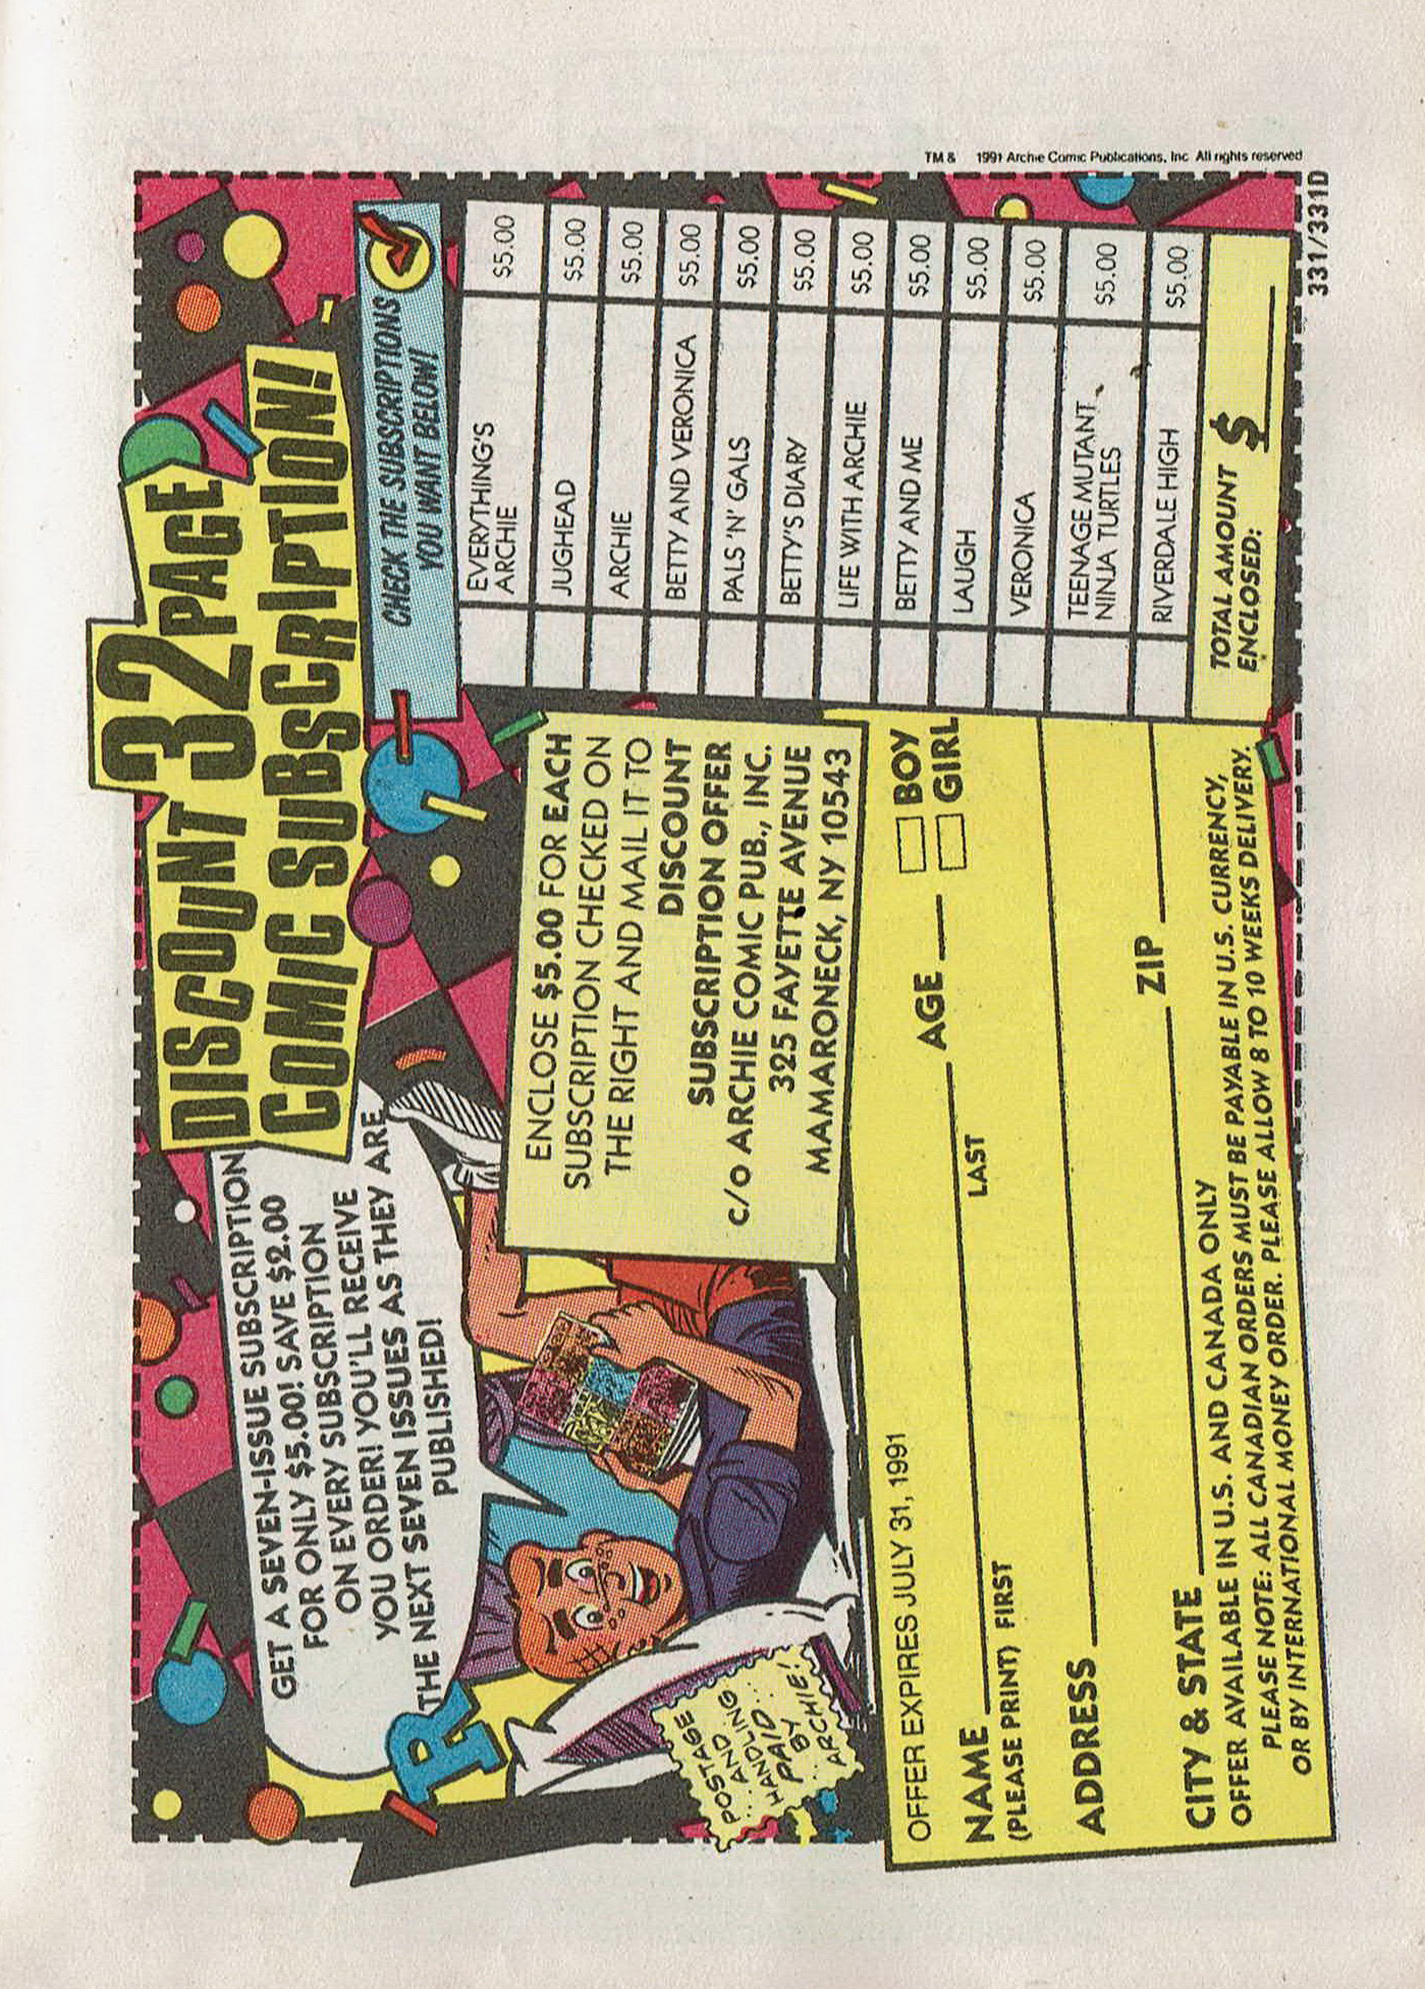 DISCOUNT 32 PAGE
COMIC SUBSCRIPTION!
GET A SEVEN-ISSUE SUBSCRIPTION
FOR ONLY $5.00! SAVE $2.00
ON EVERY SUBSCRIPTION
YOU ORDER! YOU'LL RECEIVE
THE NEXT SEVEN ISSUES AS THEY ARE
PUBLISHED!
R
POSTAGE
... AND ...
HANDLING
PAID ...
BY
ARCHIE!
ENCLOSE $5.00 FOR EACH
SUBSCRIPTION CHECKED ON
THE RIGHT AND MAIL IT TO
DISCOUNT
SUBSCRIPTION OFFER
C/O ARCHIE COMIC PUB., INC.
325 FAYETTE AVENUE
MAMARONECK, NY 10543
CHECK THE SUBSCRIPTIONS
YOU WANT BELOW!
EVERYTHING'S
ARCHIE $5.00
JUGHEAD $5.00
ARCHIE $5.00
BETTY AND VERONICA $5.00
PALS 'N' GALS $5.00
BETTY'S DIARY $5.00
LIFE WITH ARCHIE $5.00
BETTY AND ME $5.00
LAUGH $5.00
VERONICA $5.00
TEENAGE MUTANT
NINJA TURTLES $5.00
RIVERDALE HIGH $5.00
TOTAL AMOUNT
ENCLOSED: $
OFFER EXPIRES JULY 31, 1991
NAME AGE BOY
GIRL
(PLEASE PRINT) FIRST LAST
ADDRESS
CITY & STATE ZIP
OFFER AVAILABLE IN U.S. AND CANADA ONLY
PLEASE NOTE: ALL CANADIAN ORDERS MUST BE PAYABLE IN U.S. CURRENCY,
OR BY INTERNATIONAL MONEY ORDER. PLEASE ALLOW 8 TO 10 WEEKS DELIVERY.
331/331D
TM & 1991 Archie Comic Publications, Inc All rights reserved